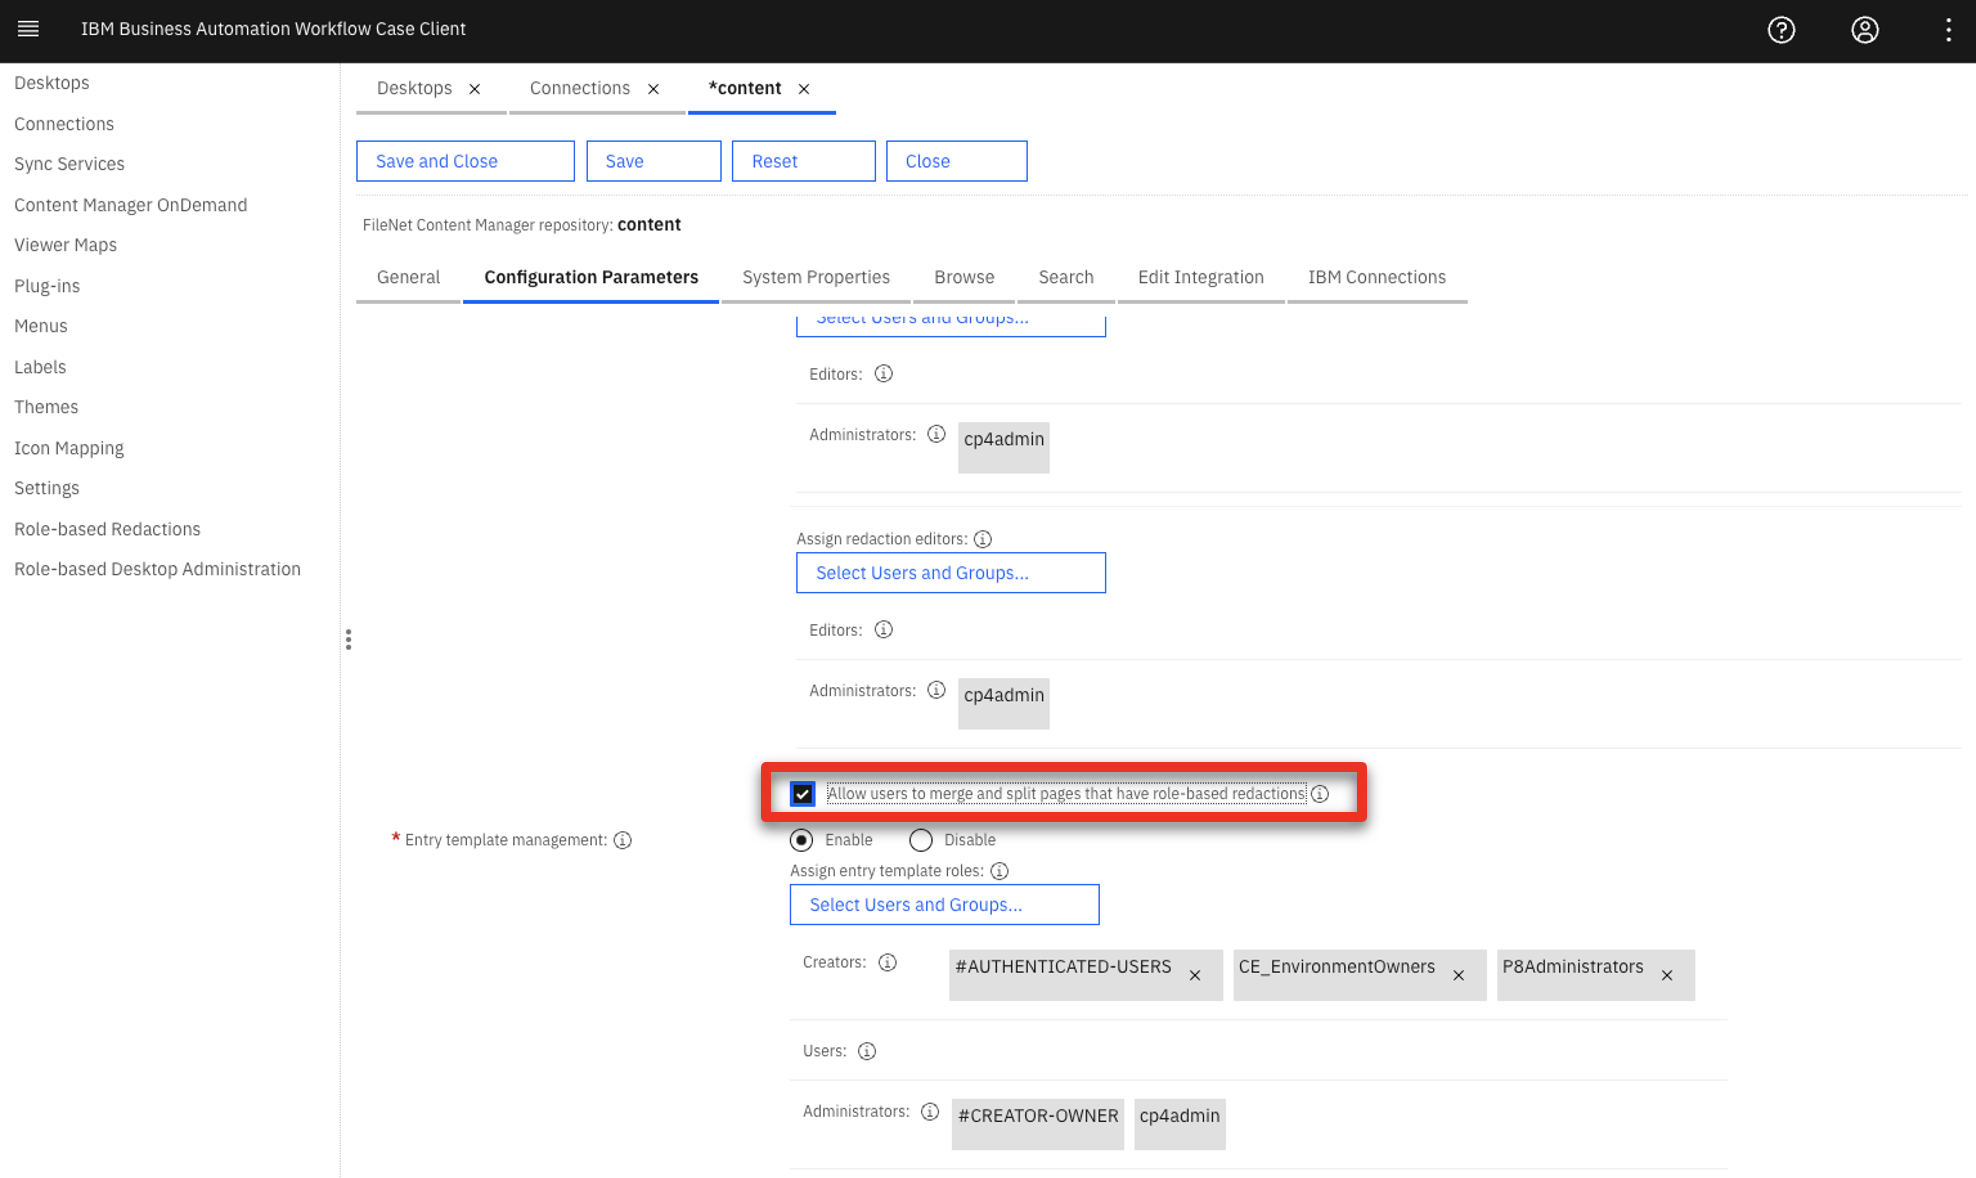 IBM Business Automation Workflow Case Client
Desktops
Connections
Sync Services
Content Manager OnDemand
Viewer Maps
Plug-ins
Menus
Labels
Themes
Icon Mapping
Settings
Role-based Redactions
Role-based Desktop Administration
Desktops Connections *content
Save and Close Save Reset Close
FileNet Content Manager repository: content
General Configuration Parameters System Properties Browse Search Edit Integration IBM Connections
Select Users and Groups...
Editors:
Administrators: cp4admin
Assign redaction editors:
Select Users and Groups...
Editors:
Administrators: cp4admin
Allow users to merge and split pages that have role-based redactions
* Entry template management: Enable Disable
Assign entry template roles:
Select Users and Groups...
Creators: #AUTHENTICATED-USERS CE_EnvironmentOwners P8Administrators
Users:
Administrators: #CREATOR-OWNER cp4admin